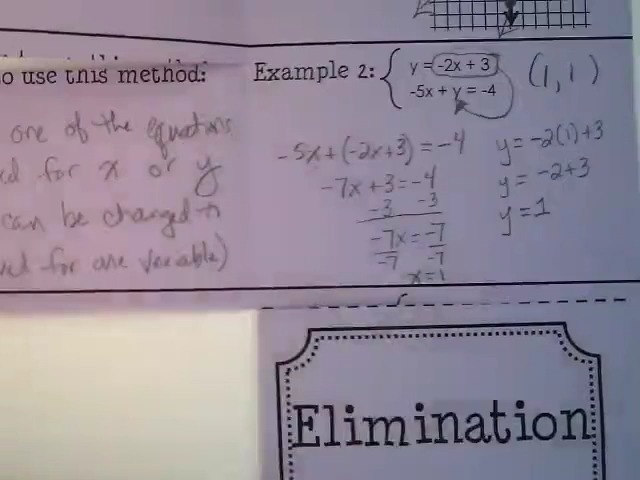 o use this method:
one of the equations
ed for x or y
can be changed to
ved for one variable)
Example 2:
y = -2x + 3
-5x + y = -4
(1,1)
-5x+(-2x+3)=-4
-7x+3=-4
-3 -3
-7x=-7
-7 -7
x=1
y=-2(1)+3
y=-2+3
y=1
Elimination